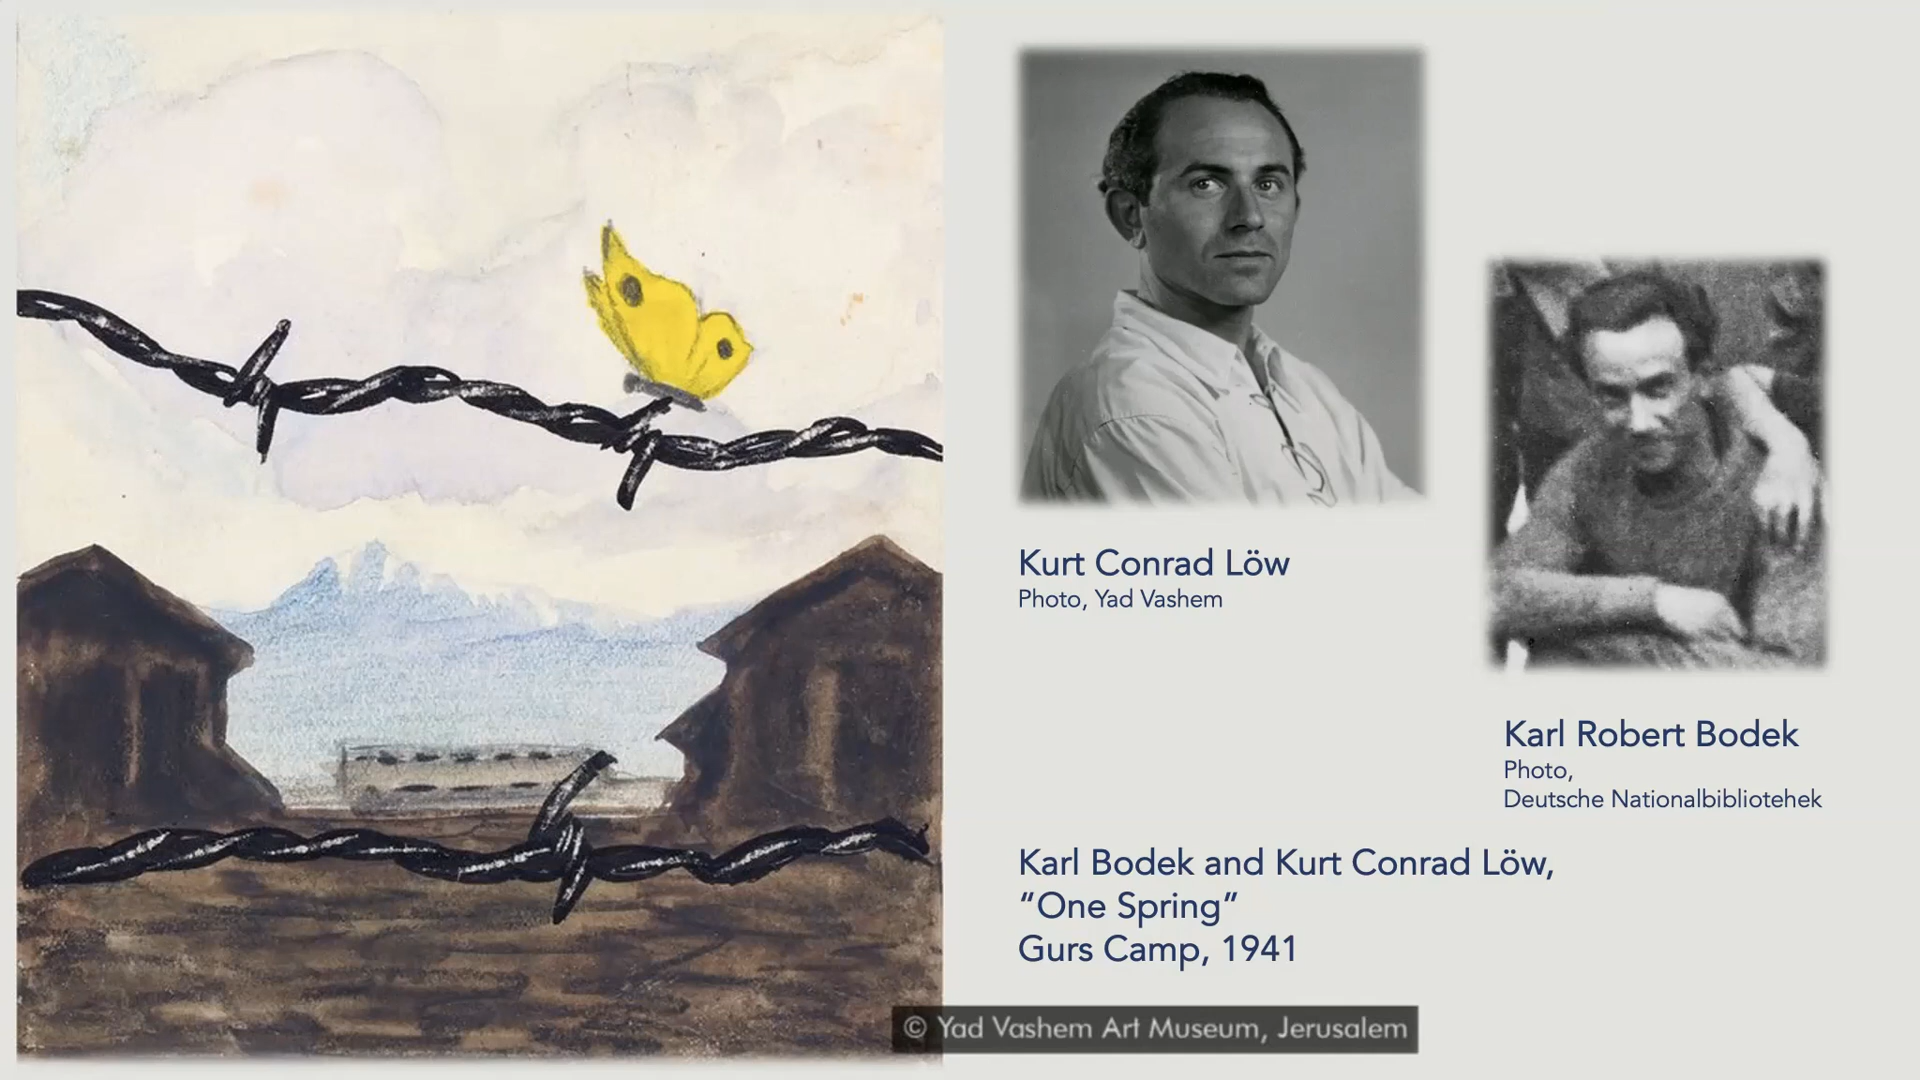 Kurt Conrad Löw
Photo, Yad Vashem
Karl Robert Bodek
Photo,
Deutsche Nationalbibliotehek
Karl Bodek and Kurt Conrad Löw,
“One Spring”
Gurs Camp, 1941
© Yad Vashem Art Museum, Jerusalem